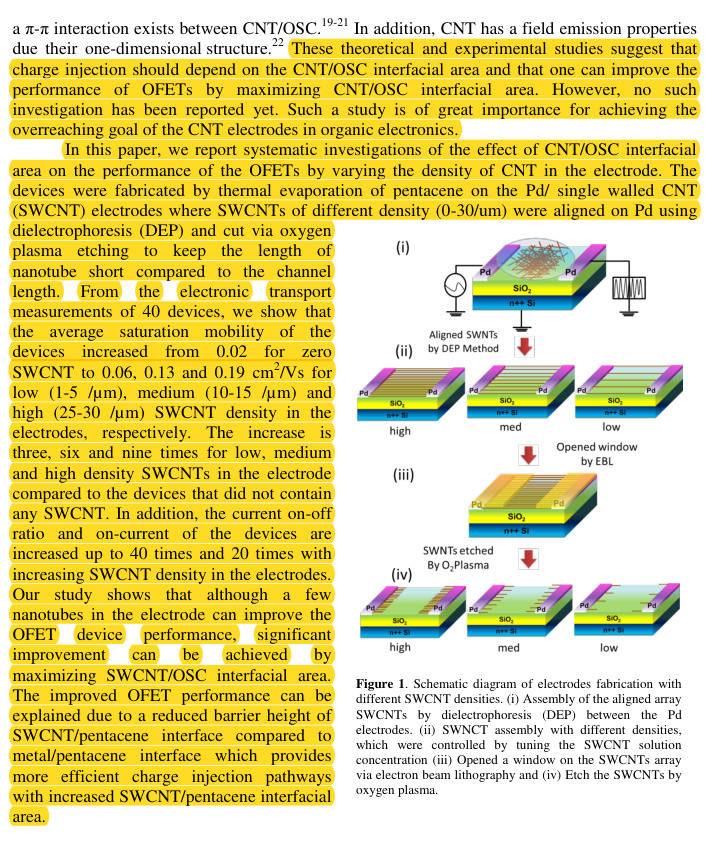 a π-π interaction exists between CNT/OSC.19-21 In addition, CNT has a field emission properties
due their one-dimensional structure.22 These theoretical and experimental studies suggest that
charge injection should depend on the CNT/OSC interfacial area and that one can improve the
performance of OFETs by maximizing CNT/OSC interfacial area. However, no such
investigation has been reported yet. Such a study is of great importance for achieving the
overreaching goal of the CNT electrodes in organic electronics.
In this paper, we report systematic investigations of the effect of CNT/OSC interfacial
area on the performance of the OFETs by varying the density of CNT in the electrode. The
devices were fabricated by thermal evaporation of pentacene on the Pd/ single walled CNT
(SWCNT) electrodes where SWCNTs of different density (0-30/um) were aligned on Pd using
dielectrophoresis (DEP) and cut via oxygen
plasma etching to keep the length of
nanotube short compared to the channel
length. From the electronic transport
measurements of 40 devices, we show that
the average saturation mobility of the
devices increased from 0.02 for zero
SWCNT to 0.06, 0.13 and 0.19 cm2/Vs for
low (1-5 /μm), medium (10-15 /μm) and
high (25-30 /μm) SWCNT density in the
electrodes, respectively. The increase is
three, six and nine times for low, medium
and high density SWCNTs in the electrode
compared to the devices that did not contain
any SWCNT. In addition, the current on-off
ratio and on-current of the devices are
increased up to 40 times and 20 times with
increasing SWCNT density in the electrodes.
Our study shows that although a few
nanotubes in the electrode can improve the
OFET device performance, significant
improvement can be achieved by
maximizing SWCNT/OSC interfacial area.
The improved OFET performance can be
explained due to a reduced barrier height of
SWCNT/pentacene interface compared to
metal/pentacene interface which provides
more efficient charge injection pathways
with increased SWCNT/pentacene interfacial
area.
(i)
Pd Pd
SiO2
n++ Si
Aligned SWNTs
by DEP Method
(ii)
Pd Pd Pd Pd Pd Pd
SiO2 SiO2 SiO2
n++ Si n++ Si n++ Si
high med low
Opened window
by EBL
(iii)
Pd Pd
SiO2
n++ Si
SWNTs etched
By O2Plasma
(iv)
Pd Pd Pd Pd Pd Pd
SiO2 SiO2 SiO2
n++ Si n++ Si n++ Si
high med low
Figure 1. Schematic diagram of electrodes fabrication with
different SWCNT densities. (i) Assembly of the aligned array
SWCNTs by dielectrophoresis (DEP) between the Pd
electrodes. (ii) SWNCT assembly with different densities,
which were controlled by tuning the SWCNT solution
concentration (iii) Opened a window on the SWCNTs array
via electron beam lithography and (iv) Etch the SWCNTs by
oxygen plasma.